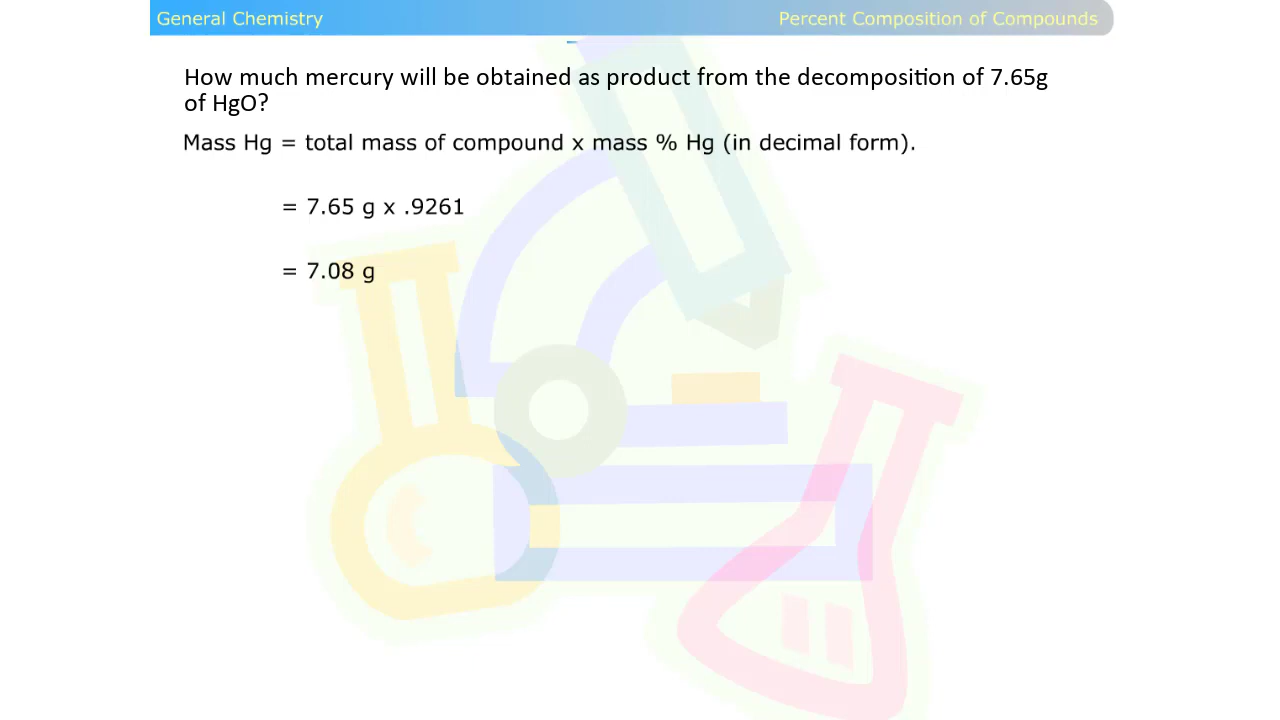 General Chemistry
Percent Composition of Compounds
How much mercury will be obtained as product from the decomposition of 7.65g
of HgO?
Mass Hg = total mass of compound x mass % Hg (in decimal form).
= 7.65 g x .9261
= 7.08 g